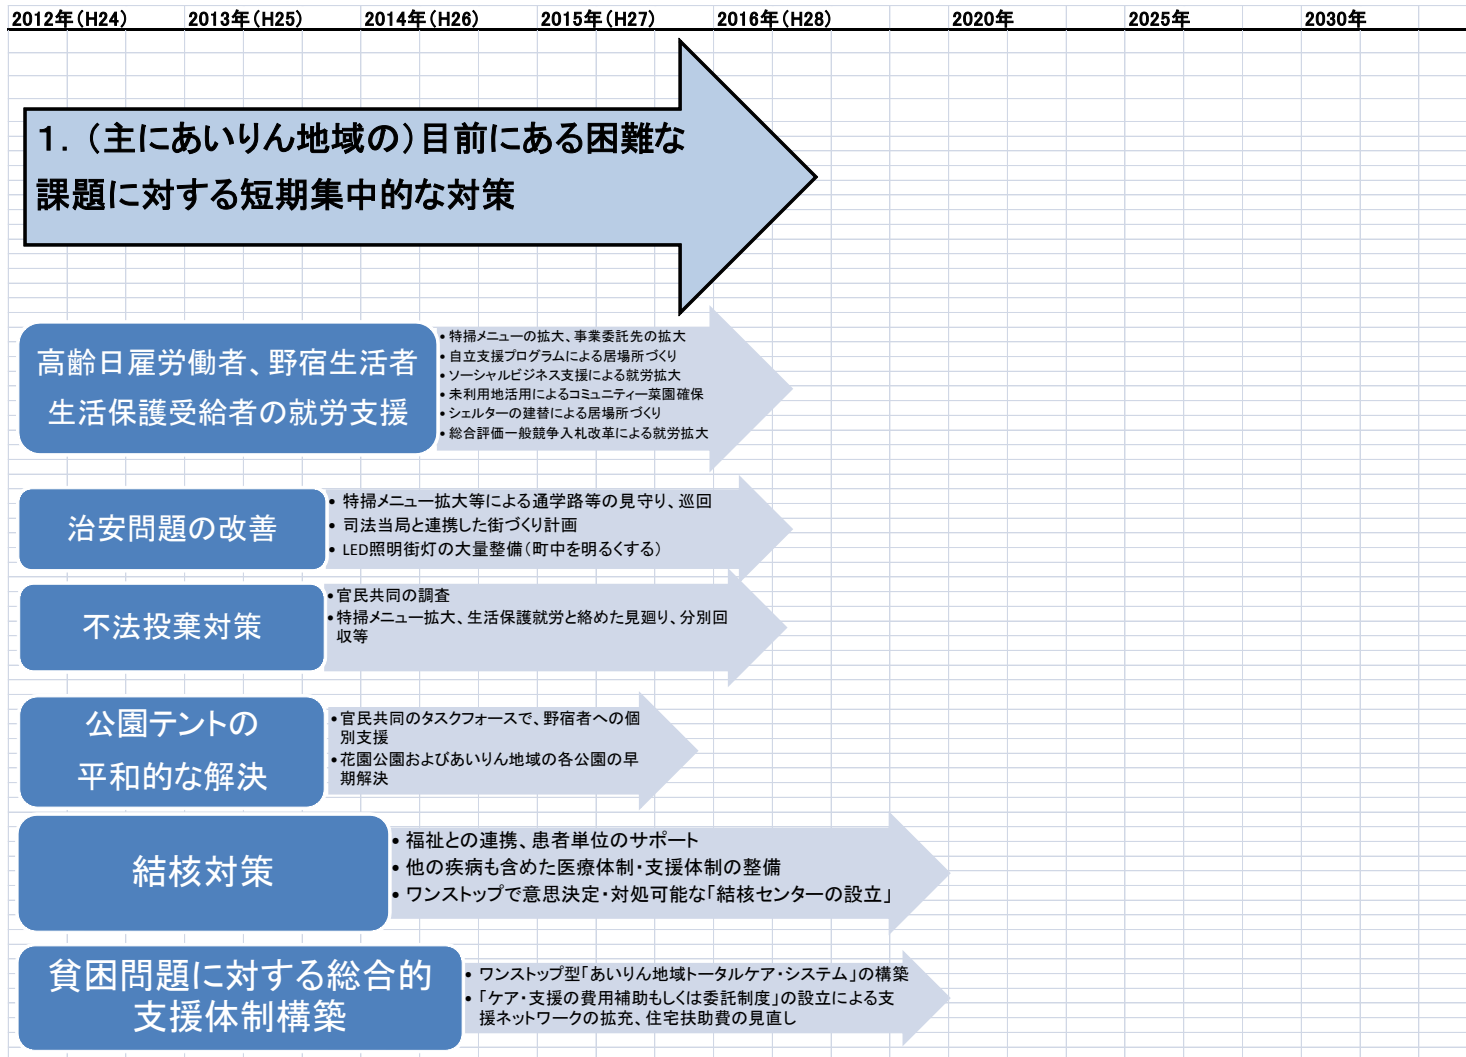 2012年(H24) 2013年(H25) 2014年(H26) 2015年(H27) 2016年(H28) 2020年 2025年 2030年
１．（主にあいりん地域の）目前にある困難な
課題に対する短期集中的な対策
高齢日雇労働者、野宿生活者
生活保護受給者の就労支援
•特掃メニューの拡大、事業委託先の拡大
•自立支援プログラムによる居場所づくり
•ソーシャルビジネス支援による就労拡大
•未利用地活用によるコミュニティー菜園確保
•シェルターの建替による居場所づくり
•総合評価一般競争入札改革による就労拡大
治安問題の改善
•特掃メニュー拡大等による通学路等の見守り、巡回
•司法当局と連携した街づくり計画
•LED照明街灯の大量整備（町中を明るくする）
不法投棄対策
•官民共同の調査
•特掃メニュー拡大、生活保護就労と絡めた見廻り、分別回
収等
公園テントの
平和的な解決
•官民共同のタスクフォースで、野宿者への個
別支援
•花園公園およびあいりん地域の各公園の早
期解決
結核対策
•福祉との連携、患者単位のサポート
•他の疾病も含めた医療体制・支援体制の整備
•ワンストップで意思決定・対処可能な「結核センターの設立」
貧困問題に対する総合的
支援体制構築
•ワンストップ型「あいりん地域トータルケア・システム」の構築
•「ケア・支援の費用補助もしくは委託制度」の設立による支
援ネットワークの拡充、住宅扶助費の見直し